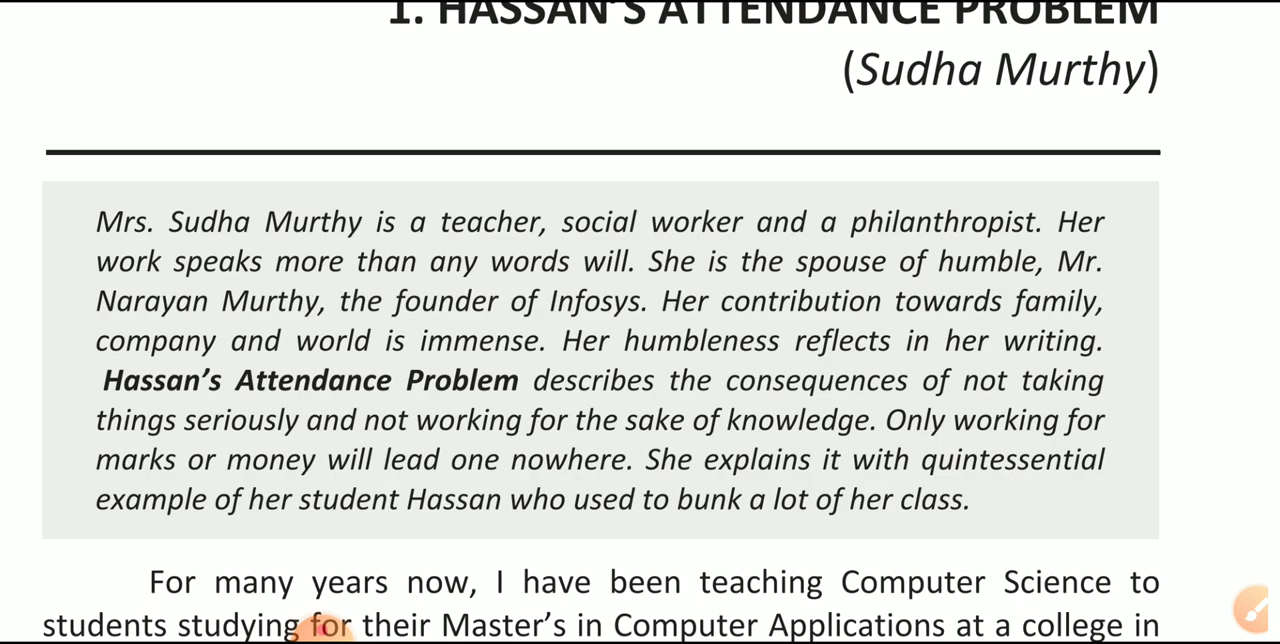 1. HASSAN'S ATTENDANCE PROBLEM
(Sudha Murthy)
Mrs. Sudha Murthy is a teacher, social worker and a philanthropist. Her
work speaks more than any words will. She is the spouse of humble, Mr.
Narayan Murthy, the founder of Infosys. Her contribution towards family,
company and world is immense. Her humbleness reflects in her writing.
Hassan's Attendance Problem describes the consequences of not taking
things seriously and not working for the sake of knowledge. Only working for
marks or money will lead one nowhere. She explains it with quintessential
example of her student Hassan who used to bunk a lot of her class.
For many years now, I have been teaching Computer Science to
students studying for their Master's in Computer Applications at a college in